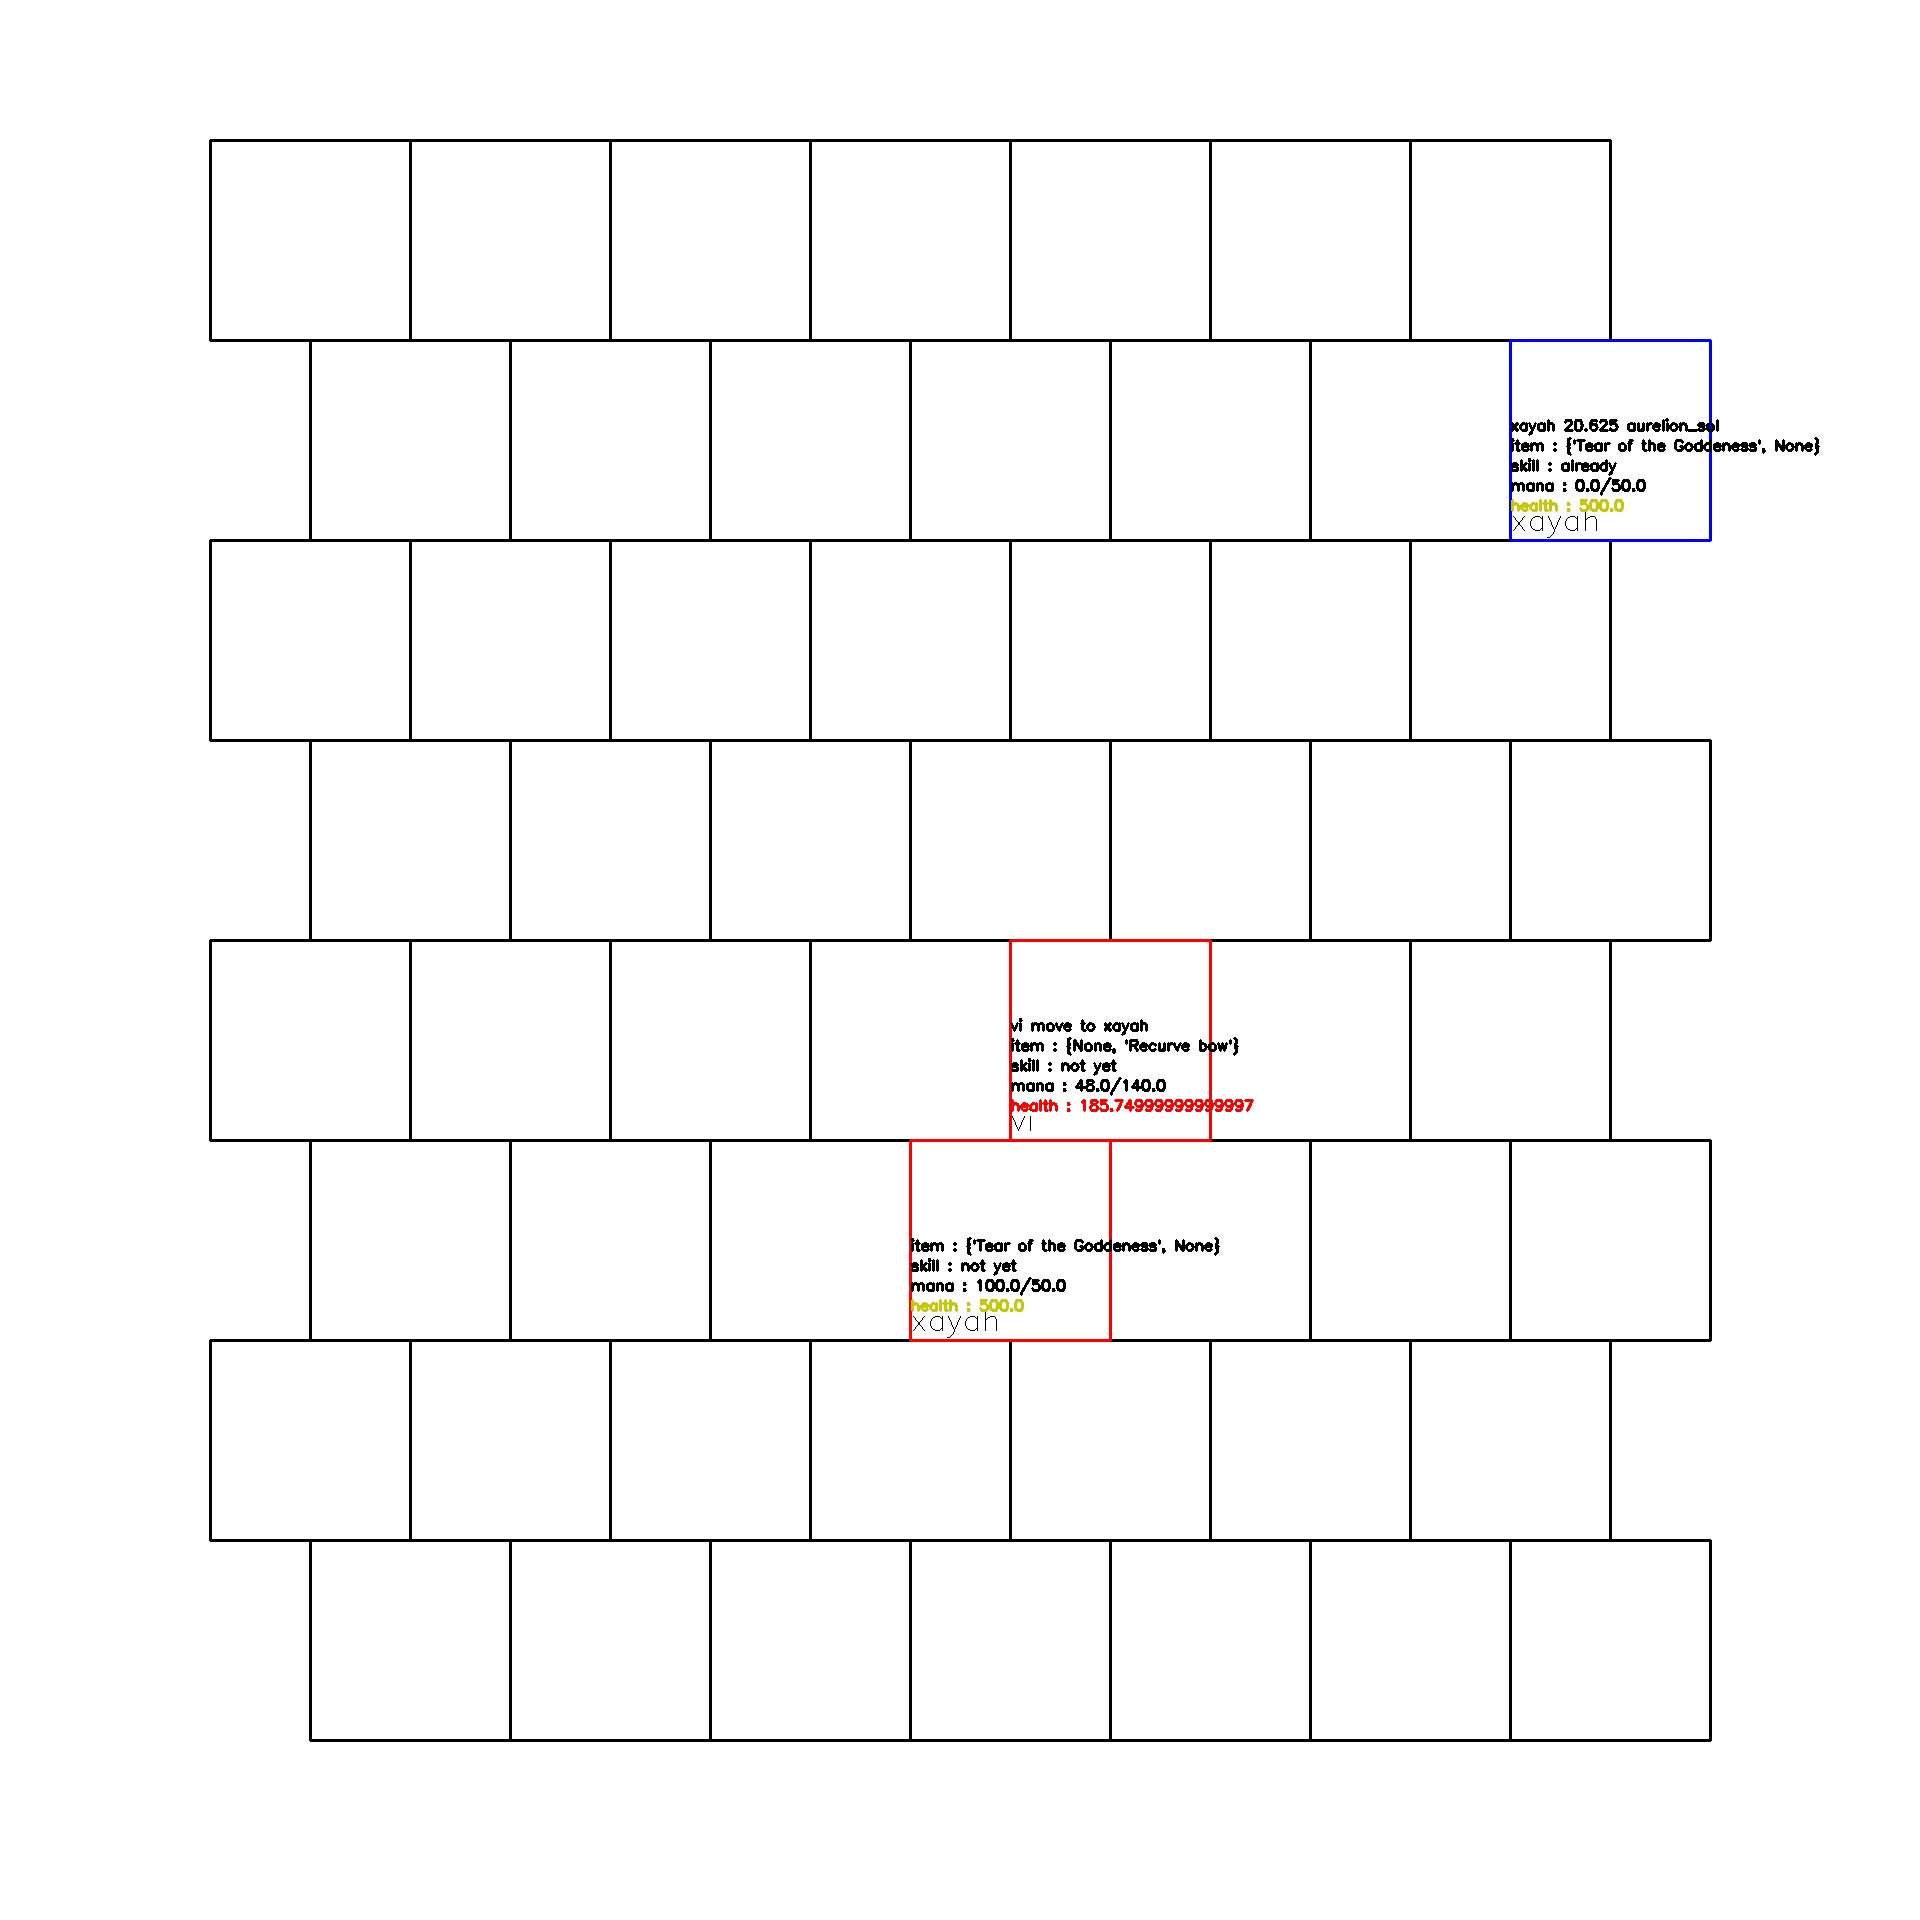 xayah 20.625 aurelion_sol
item : {'Tear of the Goddeness', None}
skill : already
mana : 0.0/50.0
health : 500.0
xayah
vi move to xayah
item : {None, 'Recurve bow'}
skill : not yet
mana : 48.0/140.0
health : 185.74999999999997
vi
item : {'Tear of the Goddeness', None}
skill : not yet
mana : 100.0/50.0
health : 500.0
xayah